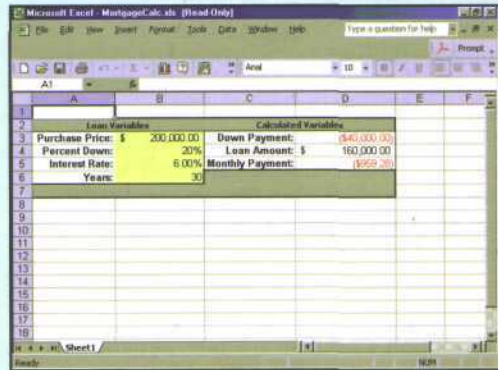 Microsoft Excel - MortgageCalc.xls [Read-Only]
File Edit View Insert Format Tools Data Window Help Type a question for help
Prompt
Arial 10 B I U
A1 fx
A B C D E F
1
2 Loan Variables Calculated Variables
3 Purchase Price: $ 200,000.00 Down Payment: ($40,000.00)
4 Percent Down: 20% Loan Amount: $ 160,000.00
5 Interest Rate: 6.00% Monthly Payment: ($959.28)
6 Years: 30
7
8
9
10
11
12
13
14
15
16
17
18
Sheet1
Ready NUM